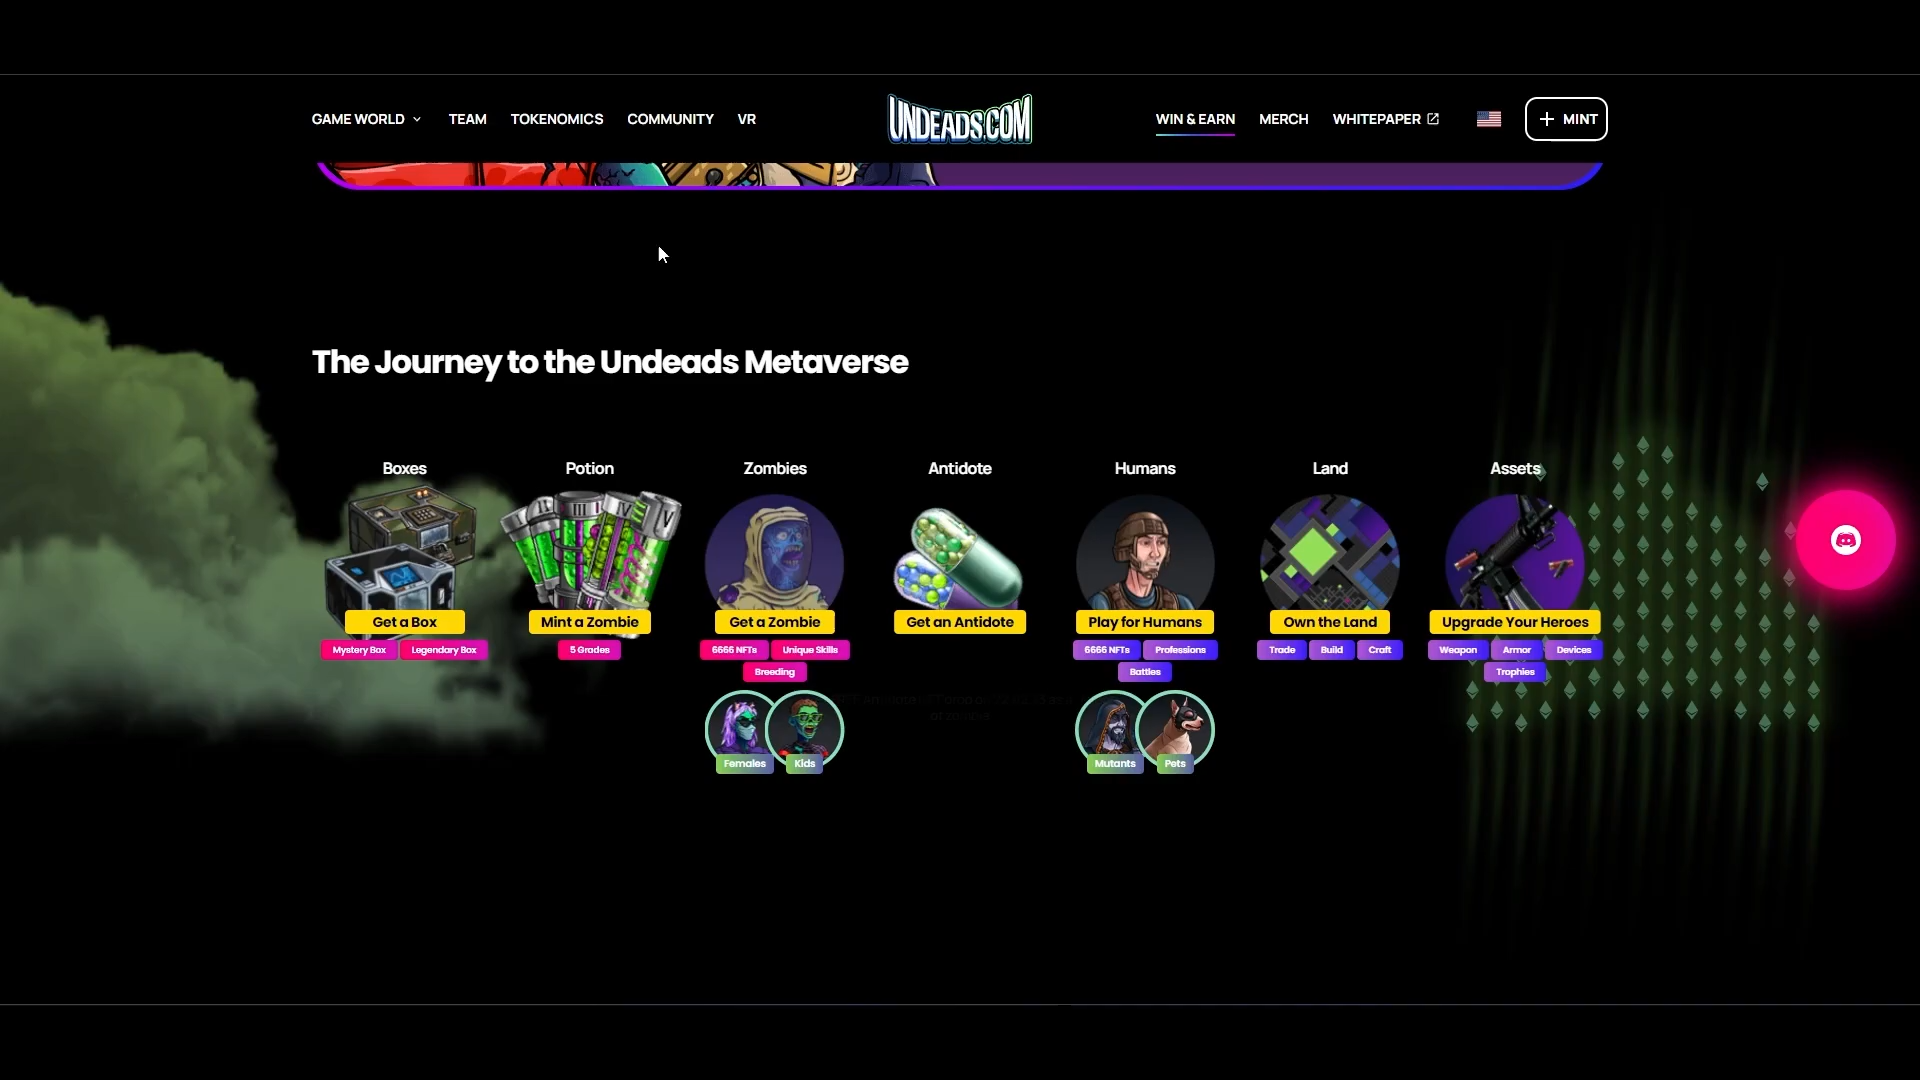 GAME WORLD TEAM TOKENOMICS COMMUNITY VR UNDEADS.COM WIN & EARN MERCH WHITEPAPER + MINT
The Journey to the Undeads Metaverse
Boxes Potion Zombies Antidote Humans Land Assets
II III IV V
Get a Box Mint a Zombie Get a Zombie Get an Antidote Play for Humans Own the Land Upgrade Your Heroes
Mystery Box Legendary Box 5 Grades 6666 NFTs Unique Skills 6666 NFTs Professions Trade Build Craft Weapon Armor Devices
Breeding Battles Trophies
Females Kids Mutants Pets